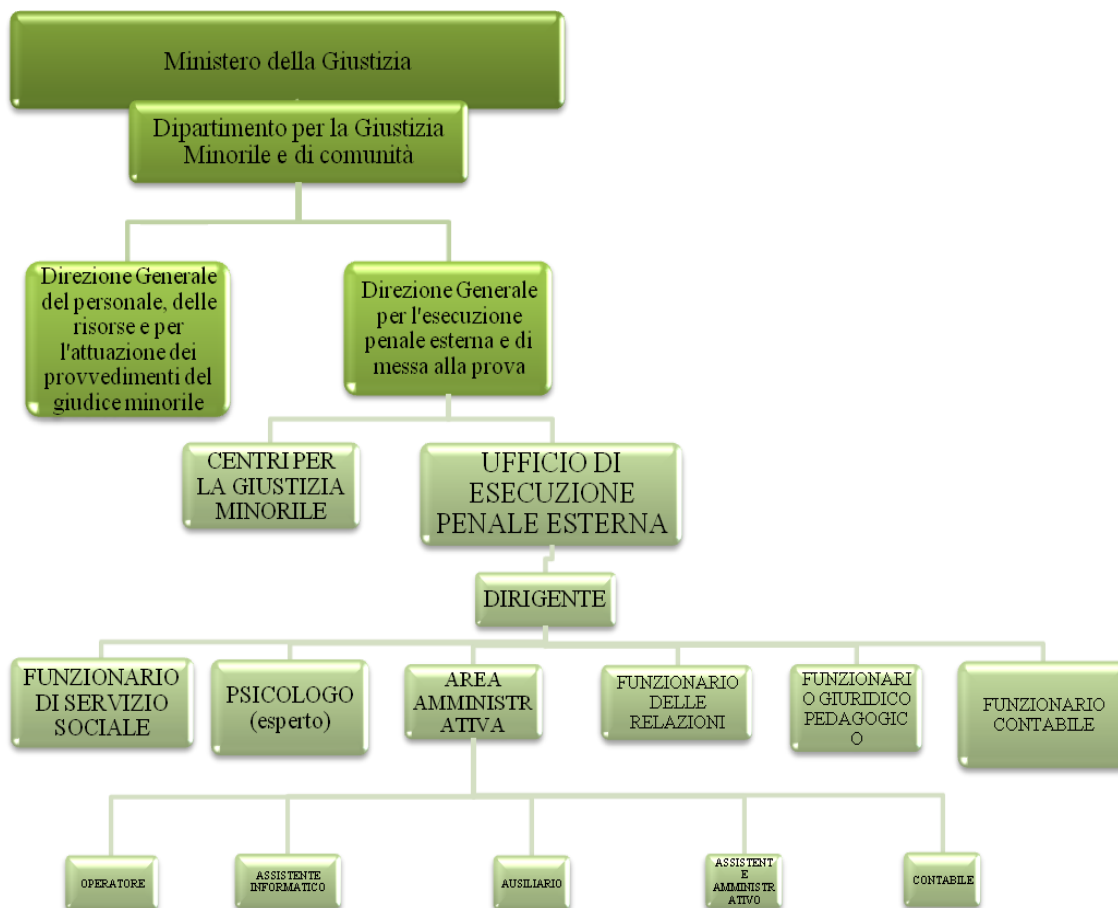 Ministero della Giustizia
Dipartimento per la Giustizia
Minorile e di comunità
Direzione Generale
del personale, delle
risorse e per
l'attuazione dei
provvedimenti del
giudice minorile
Direzione Generale
per l'esecuzione
penale esterna e di
messa alla prova
CENTRI PER
LA GIUSTIZIA
MINORILE
UFFICIO DI
ESECUZIONE
PENALE ESTERNA
DIRIGENTE
FUNZIONARIO
DI SERVIZIO
SOCIALE
PSICOLOGO
(esperto)
AREA
AMMINISTR
ATIVA
FUNZIONARIO
DELLE
RELAZIONI
FUNZIONARI
O GIURIDICO
PEDAGOGIC
O
FUNZIONARIO
CONTABILE
OPERATORE
ASSISTENTE
INFORMATICO
AUSILIARIO
ASSISTENT
E
AMMINISTR
ATIVO
CONTABILE